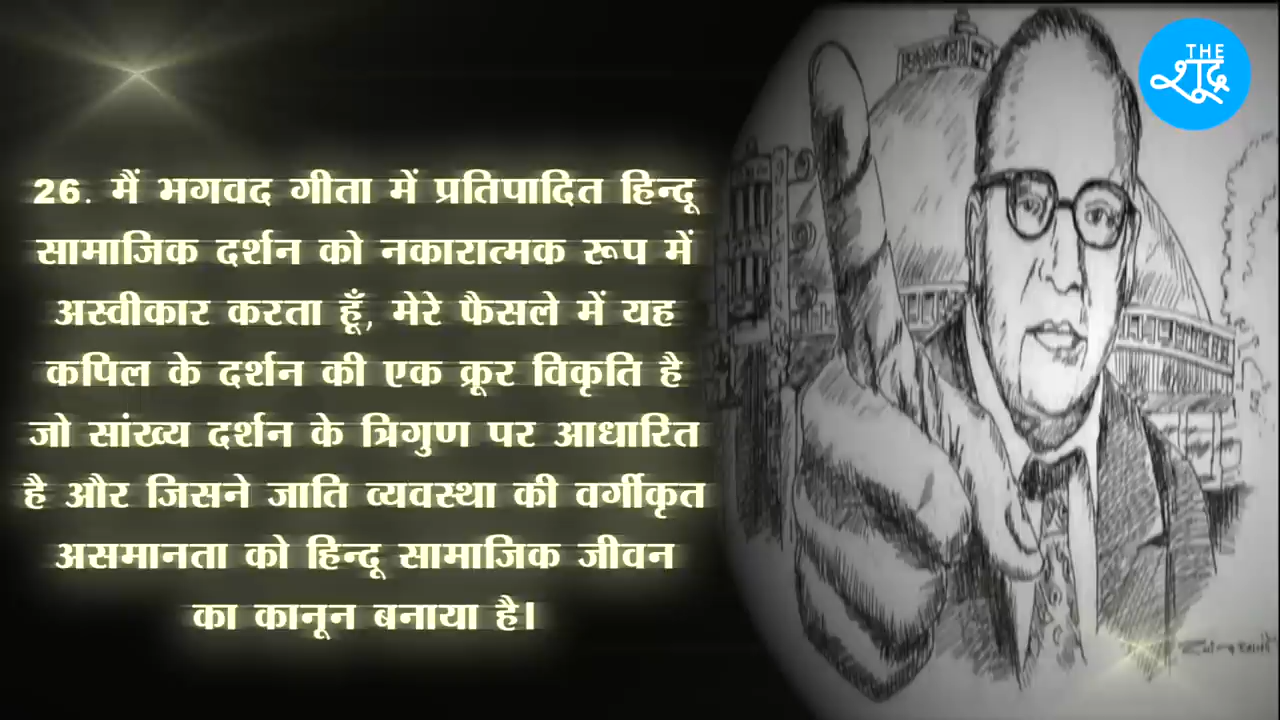 THE
शूद्र
26. मैं भगवद गीता में प्रतिपादित हिन्दू
सामाजिक दर्शन को नकारात्मक रूप में
अस्वीकार करता हूँ, मेरे फैसले में यह
कपिल के दर्शन की एक क्रूर विकृति है
जो सांख्य दर्शन के त्रिगुण पर आधारित
है और जिसने जाति व्यवस्था की वर्गीकृत
असमानता को हिन्दू सामाजिक जीवन
का कानून बनाया है।